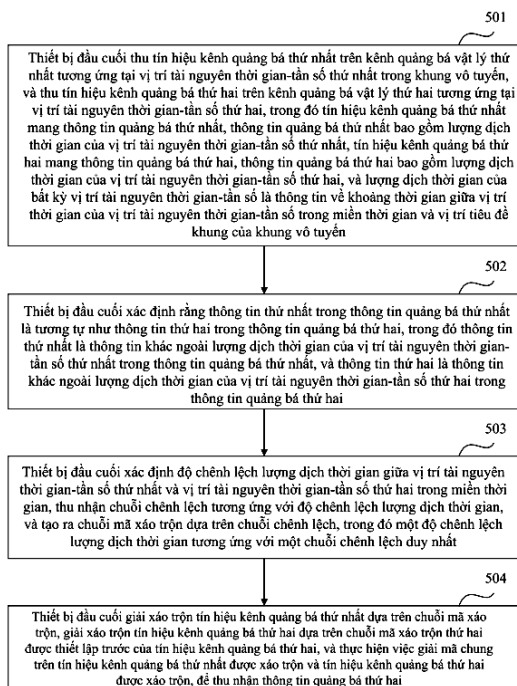 501
Thiết bị đầu cuối thu tín hiệu kênh quảng bá thứ nhất trên kênh quảng bá vật lý thứ
nhất tương ứng tại vị trí tài nguyên thời gian-tần số thứ nhất trong khung vô tuyến,
và thu tín hiệu kênh quảng bá thứ hai trên kênh quảng bá vật lý thứ hai tương ứng tại
vị trí tài nguyên thời gian-tần số thứ hai, trong đó tín hiệu kênh quảng bá thứ nhất
mang thông tin quảng bá thứ nhất, thông tin quảng bá thứ nhất bao gồm lượng dịch
thời gian của vị trí tài nguyên thời gian-tần số thứ nhất, tín hiệu kênh quảng bá thứ
hai mang thông tin quảng bá thứ hai, thông tin quảng bá thứ hai bao gồm lượng dịch
thời gian của vị trí tài nguyên thời gian-tần số thứ hai, và lượng dịch thời gian của
bất kỳ vị trí tài nguyên thời gian-tần số là thông tin về khoảng thời gian giữa vị trí
thời gian của vị trí tài nguyên thời gian-tần số trong miền thời gian và vị trí tiêu đề
khung của khung vô tuyến
502
Thiết bị đầu cuối xác định rằng thông tin thứ nhất trong thông tin quảng bá thứ nhất
là tương tự như thông tin thứ hai trong thông tin quảng bá thứ hai, trong đó thông tin
thứ nhất là thông tin khác ngoài lượng dịch thời gian của vị trí tài nguyên thời gian-
tần số thứ nhất trong thông tin quảng bá thứ nhất, và thông tin thứ hai là thông tin
khác ngoài lượng dịch thời gian của vị trí tài nguyên thời gian-tần số thứ hai trong
thông tin quảng bá thứ hai
503
Thiết bị đầu cuối xác định độ chênh lệch lượng dịch thời gian giữa vị trí tài nguyên
thời gian-tần số thứ nhất và vị trí tài nguyên thời gian-tần số thứ hai trong miền thời
gian, thu nhận chuỗi chênh lệch tương ứng với độ chênh lệch lượng dịch thời gian,
và tạo ra chuỗi mã xáo trộn dựa trên chuỗi chênh lệch, trong đó một độ chênh lệch
lượng dịch thời gian tương ứng với một chuỗi chênh lệch duy nhất
504
Thiết bị đầu cuối giải xáo trộn tín hiệu kênh quảng bá thứ nhất dựa trên chuỗi mã xáo
trộn, giải xáo trộn tín hiệu kênh quảng bá thứ hai dựa trên chuỗi mã xáo trộn thứ hai
được thiết lập trước của tín hiệu kênh quảng bá thứ hai, và thực hiện việc giải mã chung
trên tín hiệu kênh quảng bá thứ nhất được xáo trộn và tín hiệu kênh quảng bá thứ hai
được xáo trộn, để thu nhận thông tin quảng bá thứ hai